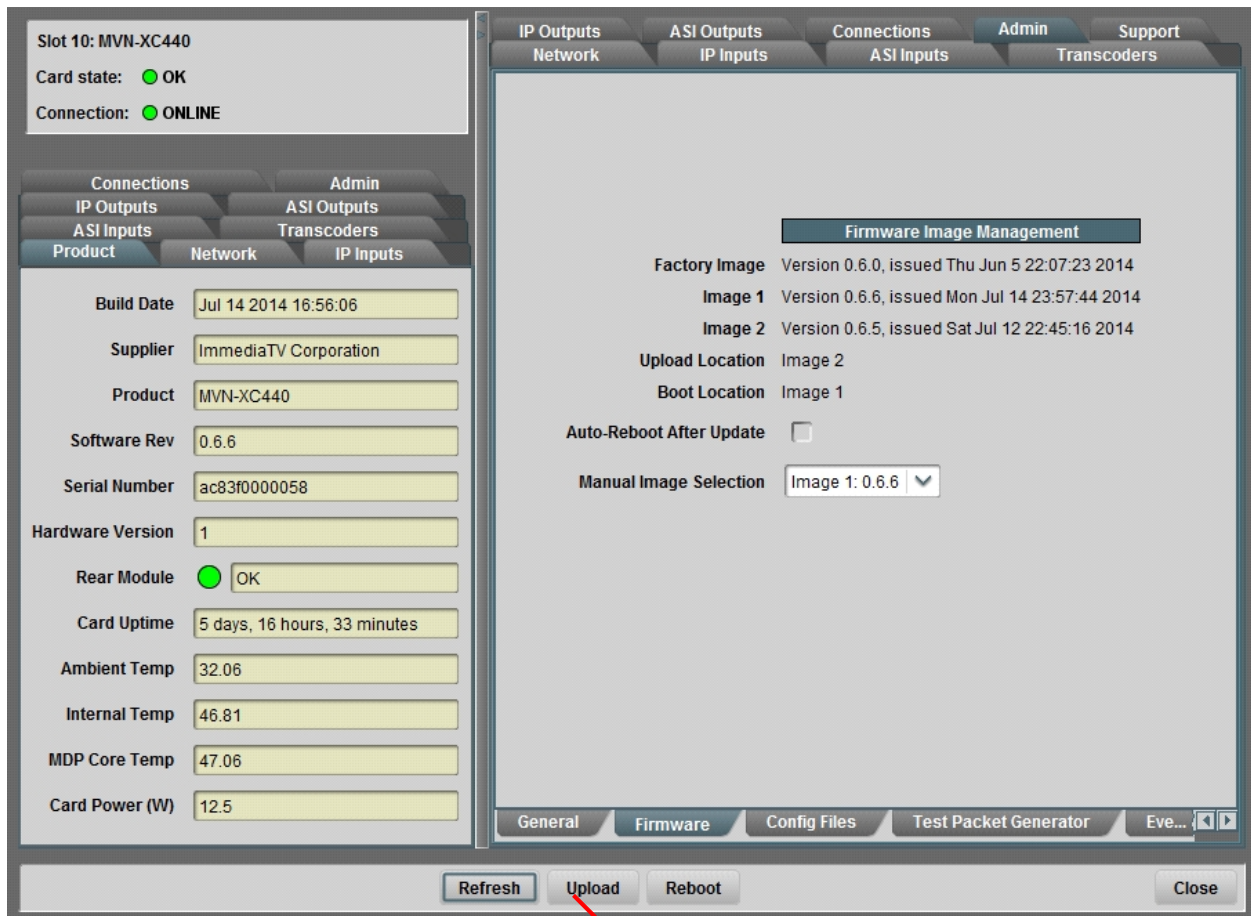 Slot 10: MVN-XC440
Card state: OK
Connection: ONLINE
Connections Admin
IP Outputs ASI Outputs
ASI Inputs Transcoders
Product Network IP Inputs
Build Date Jul 14 2014 16:56:06
Supplier ImmediaTV Corporation
Product MVN-XC440
Software Rev 0.6.6
Serial Number ac83f0000058
Hardware Version 1
Rear Module OK
Card Uptime 5 days, 16 hours, 33 minutes
Ambient Temp 32.06
Internal Temp 46.81
MDP Core Temp 47.06
Card Power (W) 12.5
IP Outputs ASI Outputs Connections Admin Support
Network IP Inputs ASI Inputs Transcoders
Firmware Image Management
Factory Image Version 0.6.0, issued Thu Jun 5 22:07:23 2014
Image 1 Version 0.6.6, issued Mon Jul 14 23:57:44 2014
Image 2 Version 0.6.5, issued Sat Jul 12 22:45:16 2014
Upload Location Image 2
Boot Location Image 1
Auto-Reboot After Update
Manual Image Selection Image 1: 0.6.6
General Firmware Config Files Test Packet Generator Eve...
Refresh Upload Reboot Close